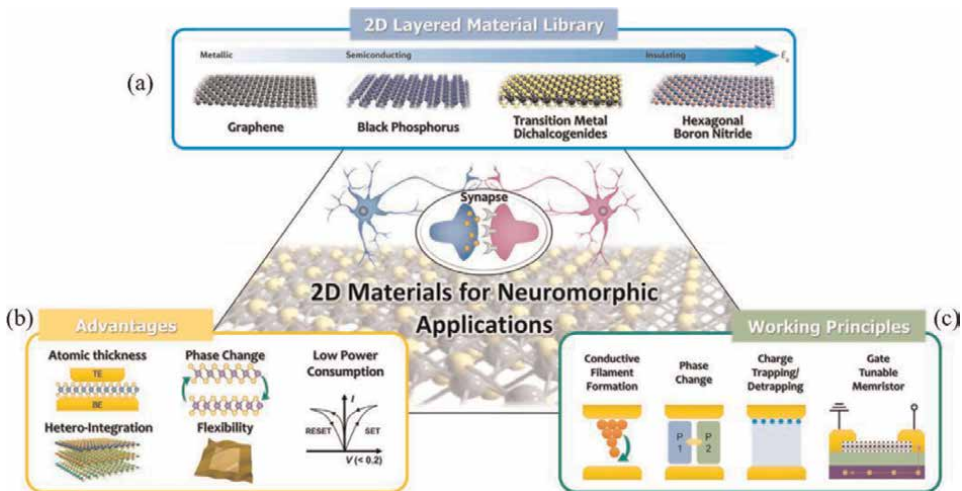 2D Layered Material Library
Metallic
Semiconducting
Insulating
Eg
(a)
Graphene
Black Phosphorus
Transition Metal
Dichalcogenides
Hexagonal
Boron Nitride
Synapse
2D Materials for Neuromorphic
Applications
(b)
Advantages
Atomic thickness
TE
BE
Phase Change
Low Power
Consumption
I
RESET
SET
V (< 0.2)
Hetero-Integration
Flexibility
Working Principles
(c)
Conductive
Filament
Formation
Phase
Change
P
1
P
2
Charge
Trapping/
Detrapping
Gate
Tunable
Memristor